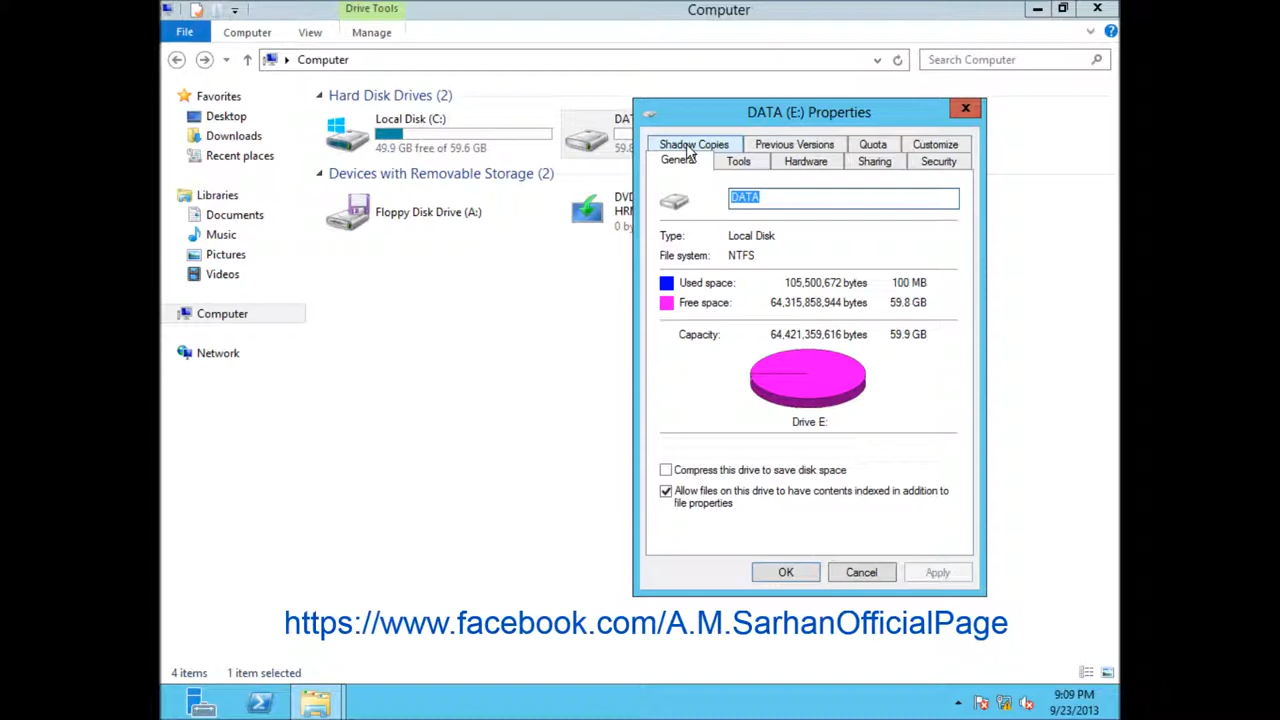 Drive Tools
Computer
File
Computer
View
Manage
Computer
Search Computer
Favorites
Desktop
Downloads
Recent places
Libraries
Documents
Music
Pictures
Videos
Computer
Network
Hard Disk Drives (2)
Local Disk (C:)
49.9 GB free of 59.6 GB
Devices with Removable Storage (2)
Floppy Disk Drive (A:)
DVD
HRM
0 by
DATA (E:) Properties
Shadow Copies
Previous Versions
Quota
Customize
General
Tools
Hardware
Sharing
Security
DATA
Type: Local Disk
File system: NTFS
Used space: 105,500,672 bytes 100 MB
Free space: 64,315,858,944 bytes 59.8 GB
Capacity: 64,421,359,616 bytes 59.9 GB
Drive E:
Compress this drive to save disk space
Allow files on this drive to have contents indexed in addition to
file properties
OK
Cancel
Apply
https://www.facebook.com/A.M.SarhanOfficialPage
4 items
1 item selected
9:09 PM
9/23/2013